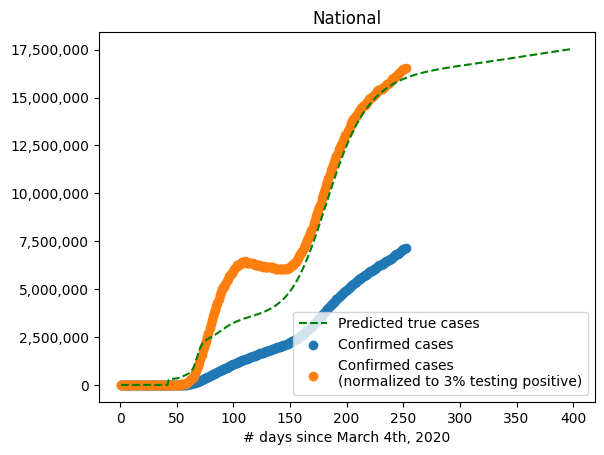 National
17,500,000
15,000,000
12,500,000
10,000,000
7,500,000
5,000,000
2,500,000
0
Predicted true cases
Confirmed cases
Confirmed cases
(normalized to 3% testing positive)
0 50 100 150 200 250 300 350 400
# days since March 4th, 2020